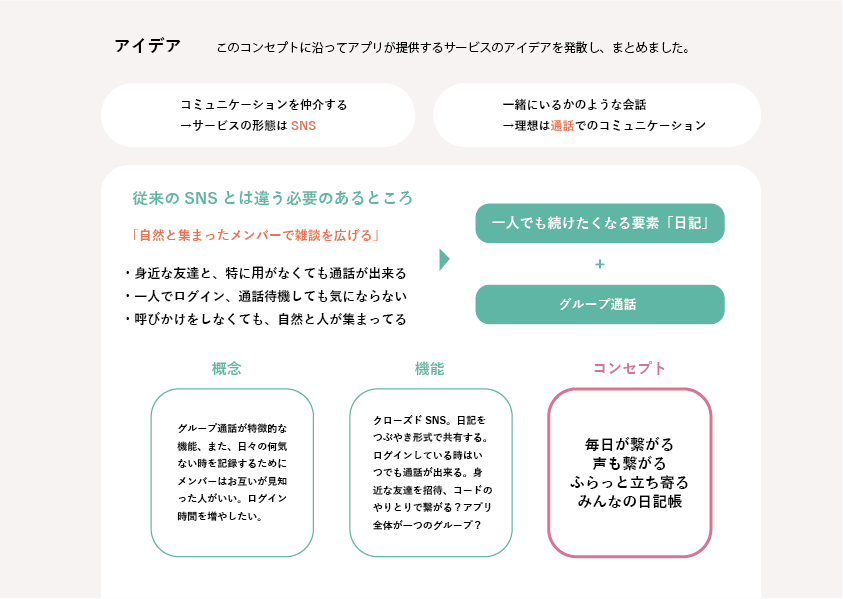 アイデア
このコンセプトに沿ってアプリが提供するサービスのアイデアを発散し、まとめました。
コミュニケーションを仲介する
→サービスの形態は SNS
一緒にいるかのような会話
→理想は通話でのコミュニケーション
従来の SNS とは違う必要のあるところ
「自然と集まったメンバーで雑談を広げる」
・身近な友達と、特に用がなくても通話が出来る
・一人でログイン、通話待機しても気にならない
・呼びかけをしなくても、自然と人が集まってる
一人でも続けたくなる要素「日記」
+
グループ通話
概念
グループ通話が特徴的な
機能、また、日々の何気
ない時を記録するために
メンバーはお互いが見知
った人がいい。ログイン
時間を増やしたい。
機能
クローズド SNS。日記を
つぶやき形式で共有する。
ログインしている時はい
つでも通話が出来る。身
近な友達を招待、コードの
やりとりで繋がる？アプリ
全体が一つのグループ？
コンセプト
毎日が繋がる
声も繋がる
ふらっと立ち寄る
みんなの日記帳